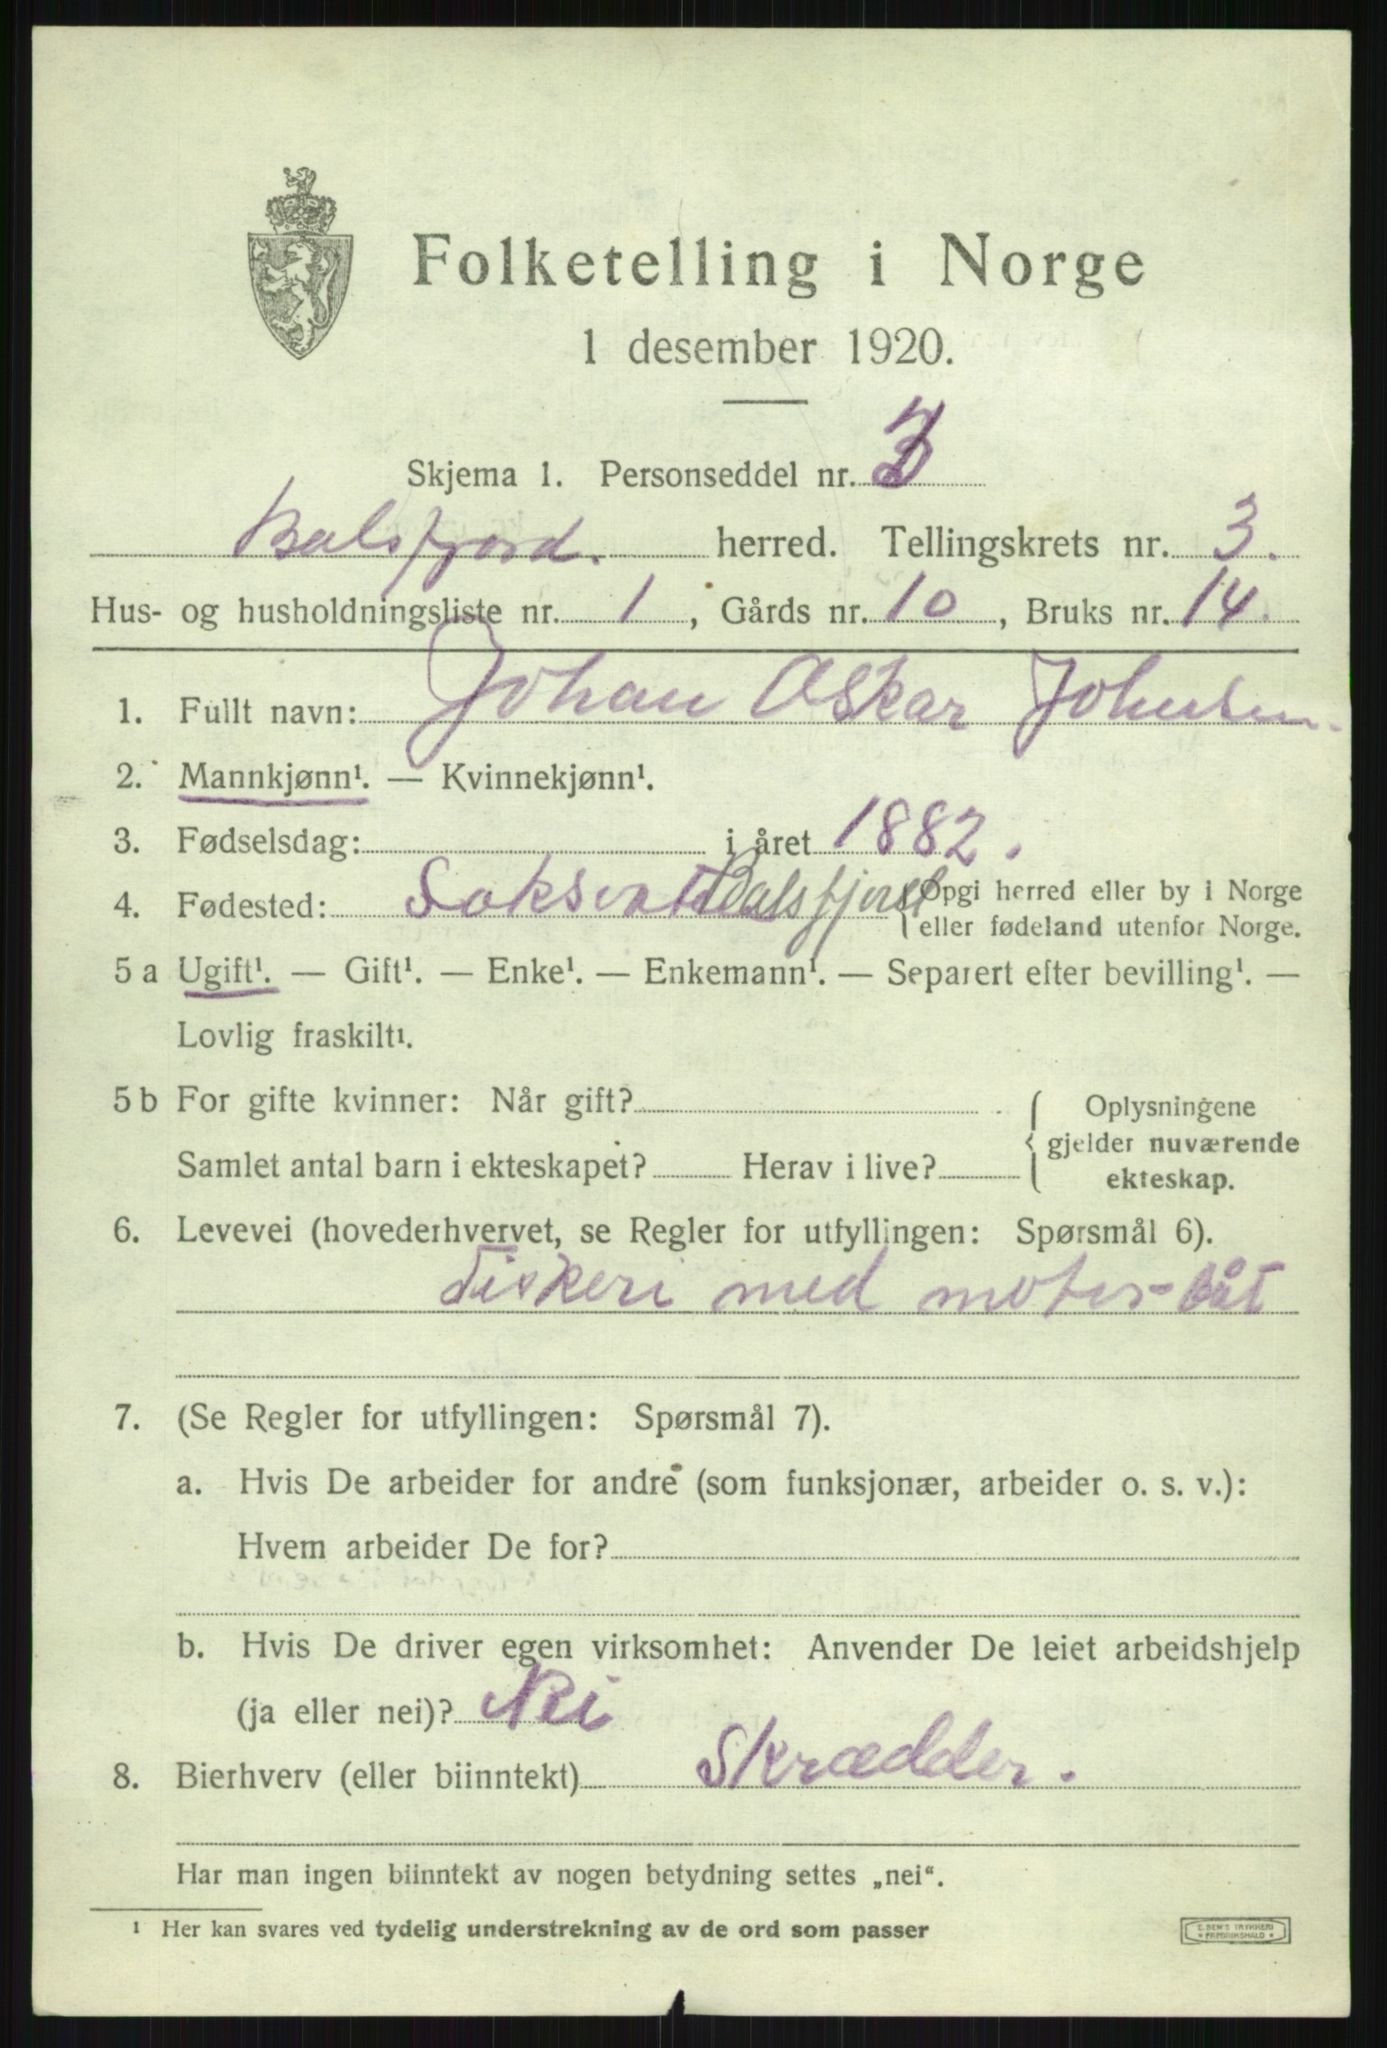 Folketelling i Norge
1 desember 1920.
Skjema 1. Personseddel nr. 3
Balsfjord. herred. Tellingskrets nr. 3.
Hus- og husholdningsliste nr. 1, Gårds nr. 10, Bruks nr. 14.
1. Fullt navn: Johan Oskar Johnsen.
2. Mannkjønn¹. — Kvinnekjønn¹.
3. Fødselsdag: i året 1882.
4. Fødested: Balsfjord { Opgi herred eller by i Norge
eller fødeland utenfor Norge.
5 a Ugift¹. — Gift¹. — Enke¹. — Enkemann¹. — Separert efter bevilling¹. —
Lovlig fraskilt¹.
5 b For gifte kvinner: Når gift? { Oplysningene
gjelder nuværende
Samlet antal barn i ekteskapet? Herav i live? ekteskap.
6. Levevei (hovederhvervet, se Regler for utfyllingen: Spørsmål 6).
Fiskeri med motor-båt
7. (Se Regler for utfyllingen: Spørsmål 7).
a. Hvis De arbeider for andre (som funksjonær, arbeider o. s. v.):
Hvem arbeider De for?
b. Hvis De driver egen virksomhet: Anvender De leiet arbeidshjelp
(ja eller nei)? Nei
8. Bierhverv (eller biinntekt) Skrædder.
Har man ingen biinntekt av nogen betydning settes „nei“.
¹ Her kan svares ved tydelig understrekning av de ord som passer
E. SEM'S TRYKKERI
* FREDRIKSHALD *